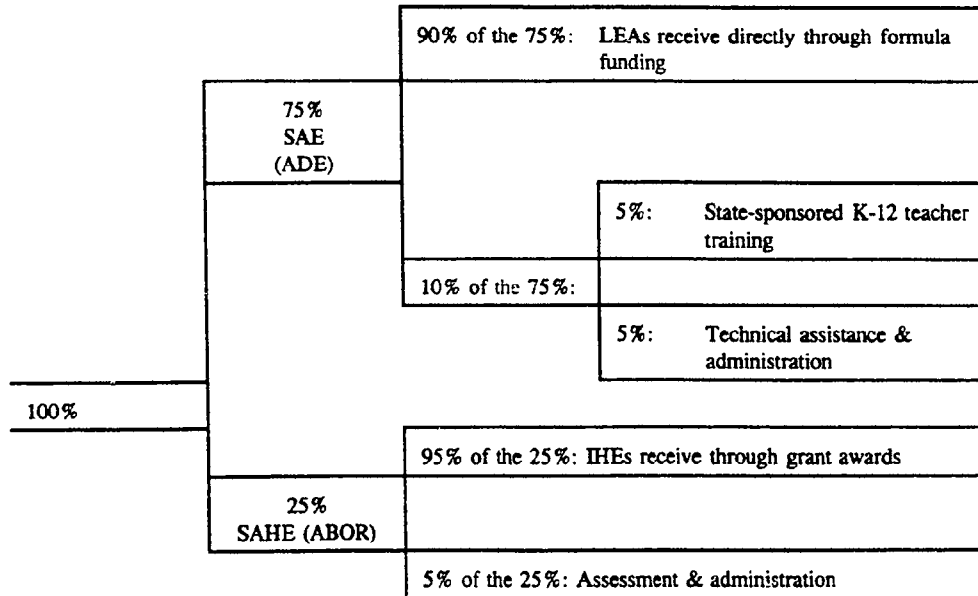 90% of the 75%: LEAs receive directly through formula
funding
75%
SAE
(ADE)
5%: State-sponsored K-12 teacher
training
10% of the 75%:
5%: Technical assistance &
administration
100%
95% of the 25%: IHEs receive through grant awards
25%
SAHE (ABOR)
5% of the 25%: Assessment & administration